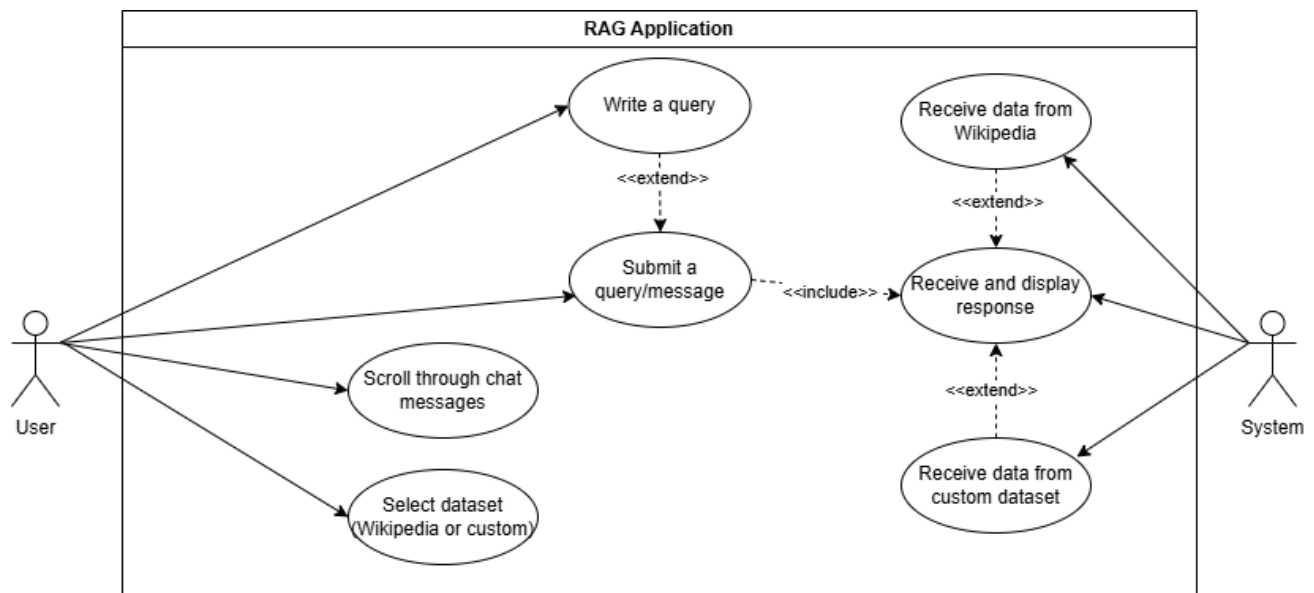 RAG Application
Write a query
Receive data from
Wikipedia
<<extend>>
<<extend>>
Submit a
query/message
<<include>>
Receive and display
response
Scroll through chat
messages
<<extend>>
User
System
Select dataset
(Wikipedia or custom)
Receive data from
custom dataset